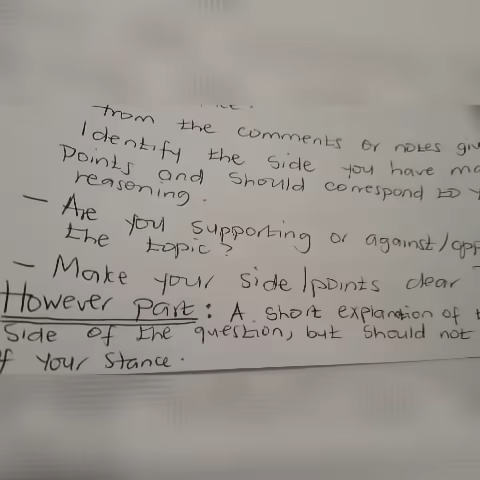 from the comments or notes
Identify the side you have
points and should correspond to
reasoning.
- Are you supporting or against/
the topic?
- Make your side/points clear
However Part: A short explanation of
side of the question, but should not
of your stance.